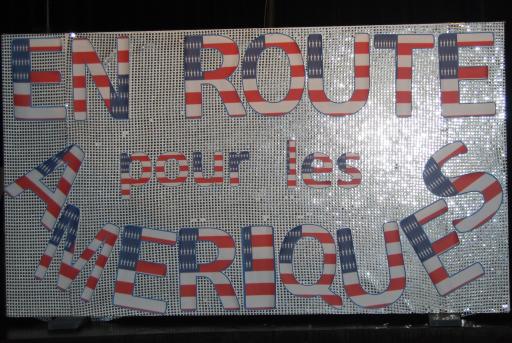 EN ROUTE
pour les
AMERIQUES